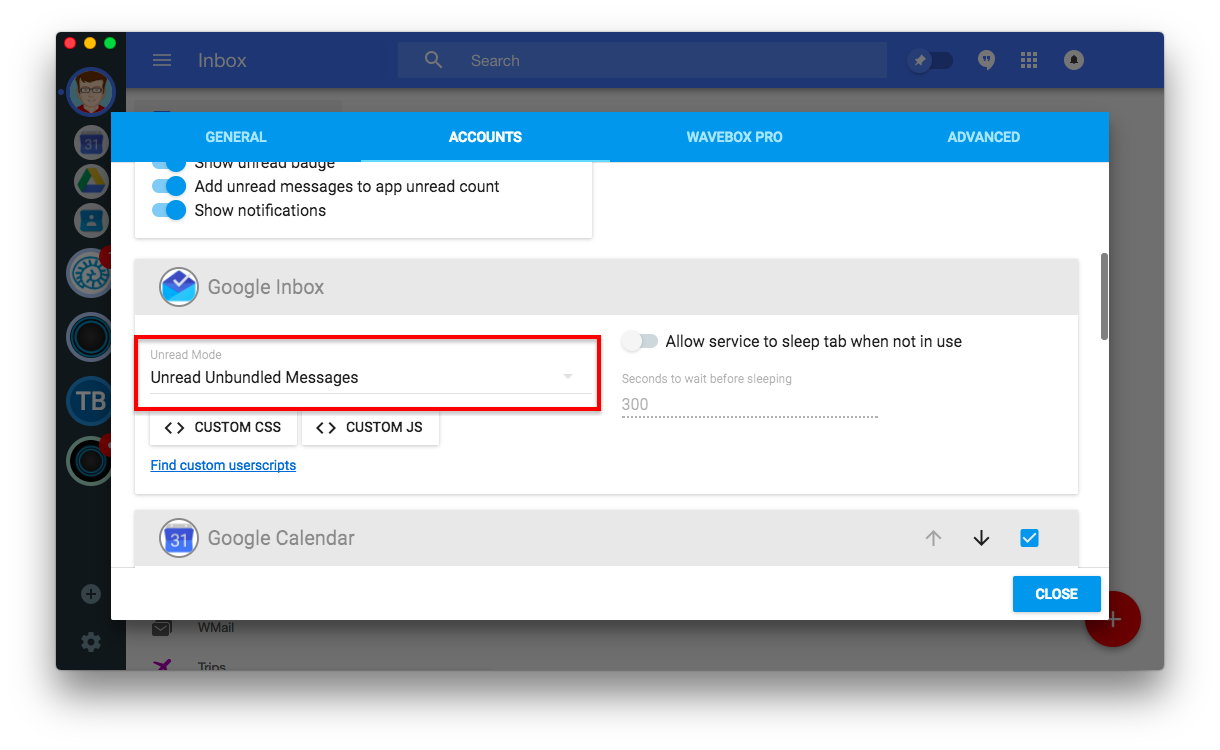 Inbox
Search
GENERAL
ACCOUNTS
WAVEBOX PRO
ADVANCED
Show unread badge
Add unread messages to app unread count
Show notifications
31
Google Inbox
Unread Mode
Unread Unbundled Messages
Allow service to sleep tab when not in use
Seconds to wait before sleeping
300
TB
<> CUSTOM CSS
<> CUSTOM JS
Find custom userscripts
31
Google Calendar
CLOSE
WMail
Trips